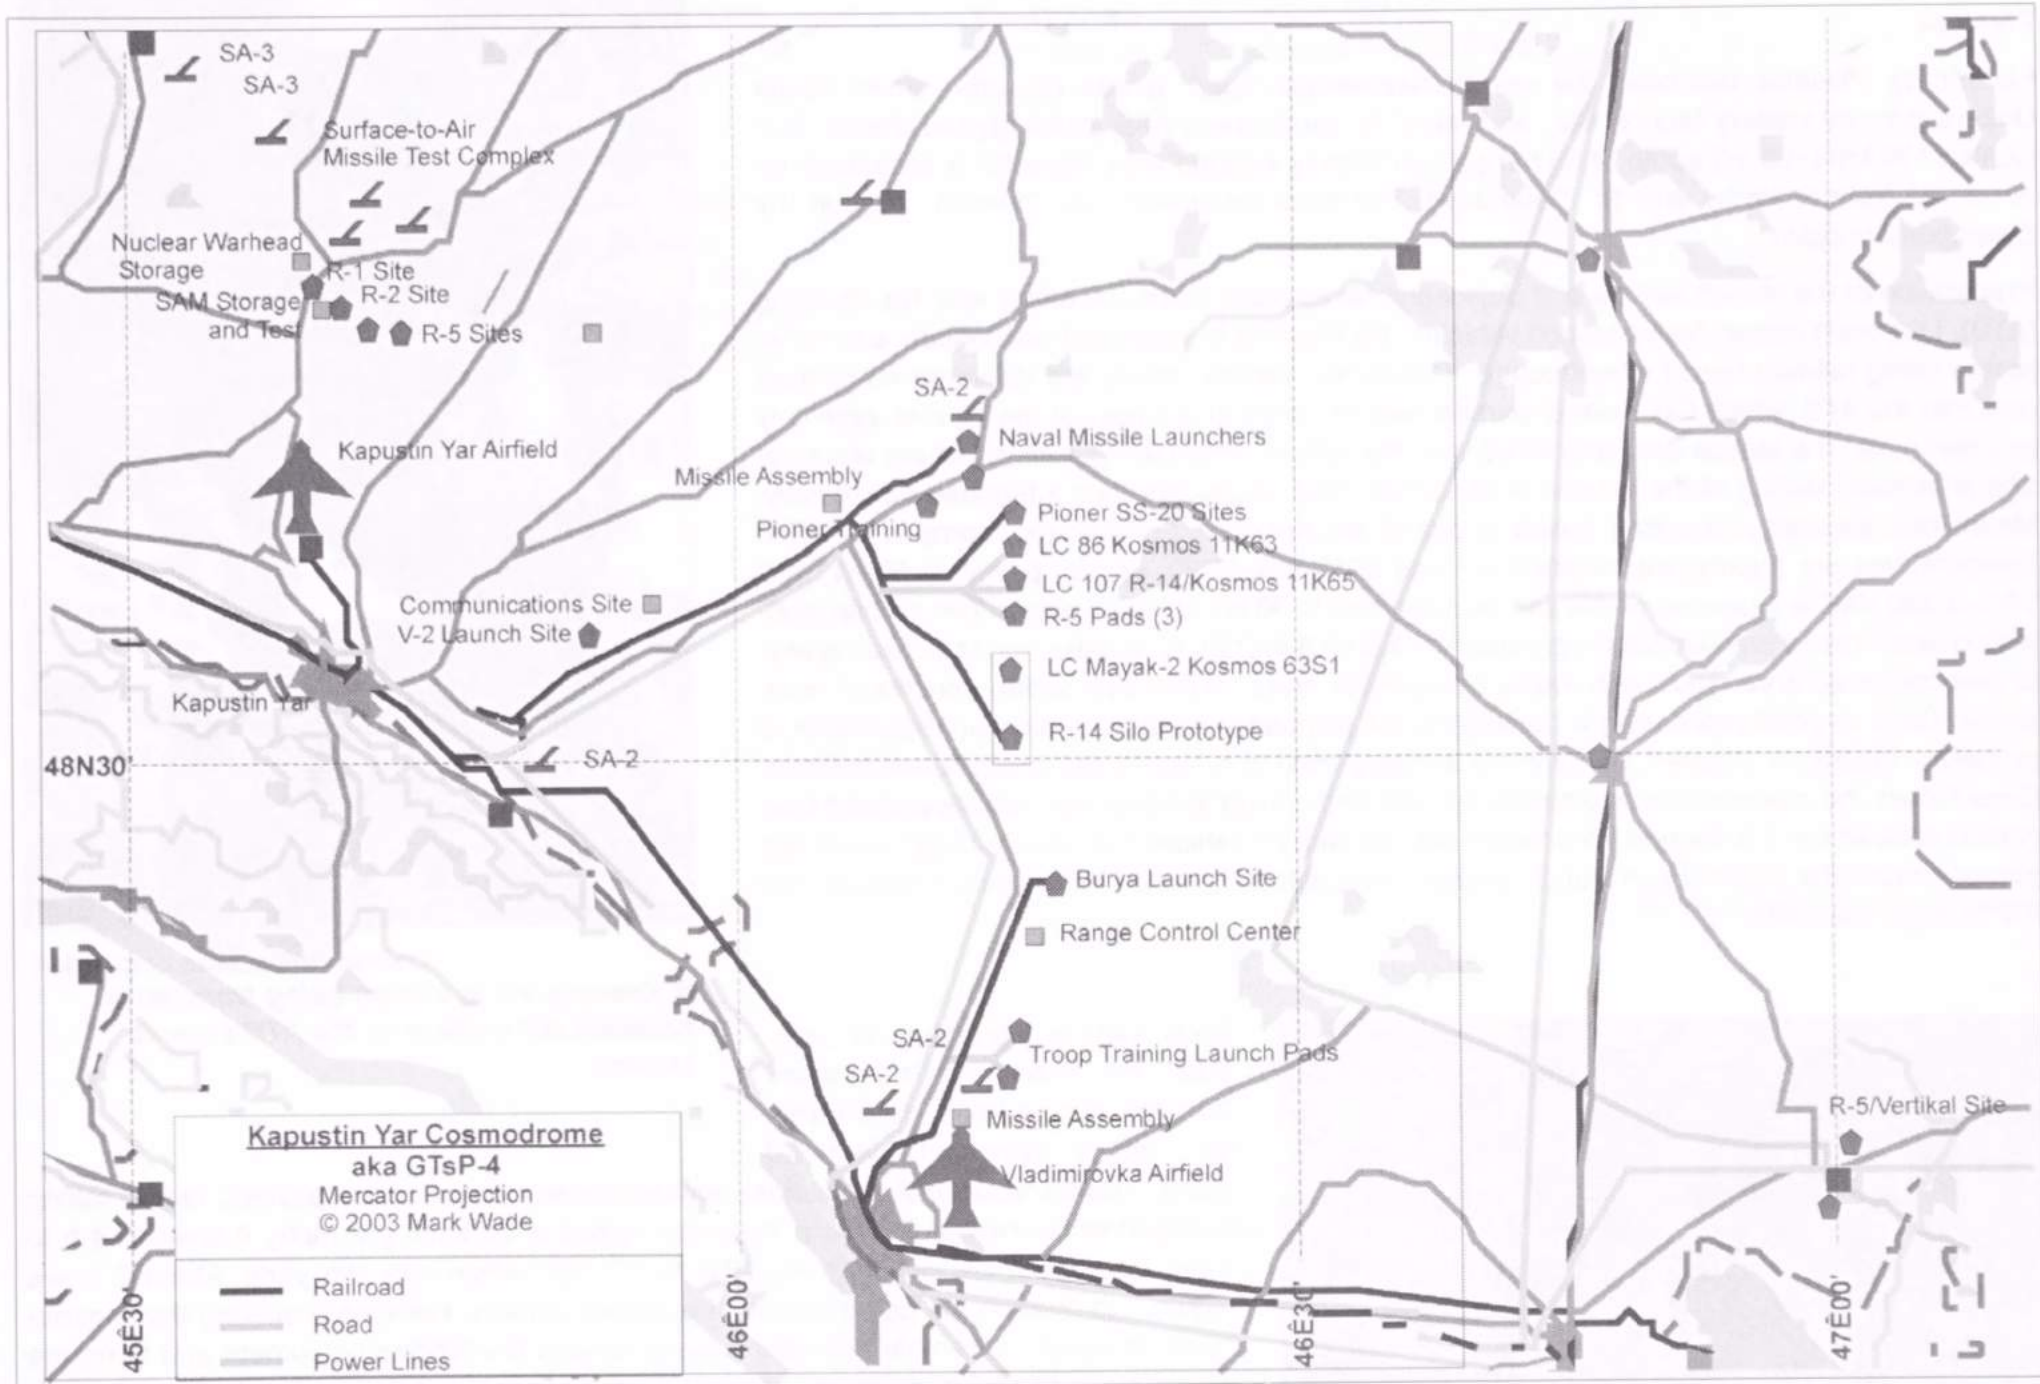 SA-3
SA-3
Surface-to-Air
Missile Test Complex
Nuclear Warhead
Storage
R-1 Site
SAM Storage
and Test
R-2 Site
R-5 Sites
SA-2
Kapustin Yar Airfield
Naval Missile Launchers
Missile Assembly
Pioner Training
Pioner SS-20 Sites
LC 86 Kosmos 11K63
LC 107 R-14/Kosmos 11K65
R-5 Pads (3)
Communications Site
V-2 Launch Site
LC Mayak-2 Kosmos 63S1
Kapustin Yar
R-14 Silo Prototype
48N30'
SA-2
Burya Launch Site
Range Control Center
SA-2
Troop Training Launch Pads
SA-2
Missile Assembly
R-5/Vertikal Site
Vladimirovka Airfield
Kapustin Yar Cosmodrome
aka GTsP-4
Mercator Projection
© 2003 Mark Wade
Railroad
Road
Power Lines
45Ê30'
46Ê00'
46Ê30'
47Ê00'